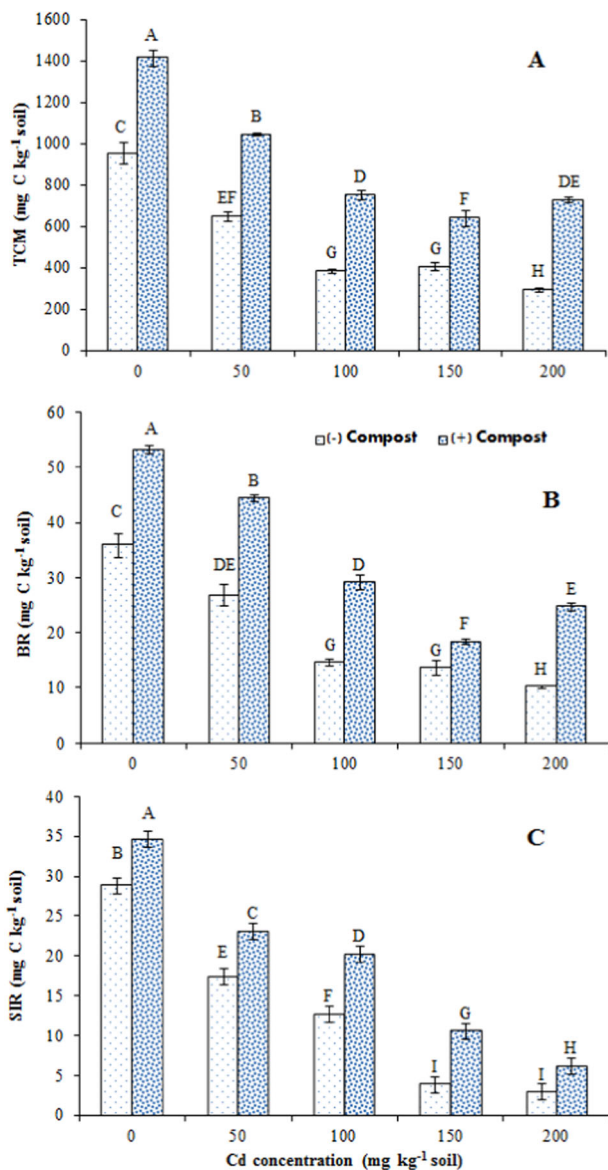 1600
1400
1200
1000
800
600
400
200
0
TCM (mg C kg-1 soil)
A
C
A
EF
B
G
D
G
F
H
DE
0 50 100 150 200
60
50
40
30
20
10
0
BR (mg C kg-1 soil)
(-) Compost (+) Compost
B
C
A
DE
B
G
D
G
F
H
E
0 50 100 150 200
40
35
30
25
20
15
10
5
0
SIR (mg C kg-1 soil)
C
B
A
E
C
F
D
I
G
I
H
0 50 100 150 200
Cd concentration (mg kg-1 soil)